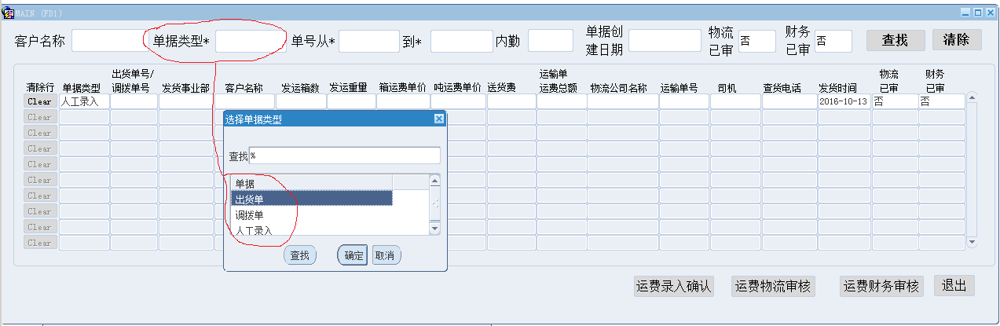 MAIN (FD1)
客户名称 单据类型* 单号从* 到* 内勤 单据创建日期 物流已审 否 财务已审 否 查找 清除
清除行 单据类型 出货单号/调拨单号 发货事业部 客户名称 发运箱数 发运重量 箱运费单价 吨运费单价 送货费 运输单运费总额 物流公司名称 运输单号 司机 查货电话 发货时间 物流已审 财务已审
Clear 人工录入 2016-10-13 否 否
Clear
Clear
Clear
Clear
Clear
Clear
Clear
Clear
Clear
选择单据类型
查找 %
单据
出货单
调拨单
人工录入
查找 确定 取消
运费录入确认 运费物流审核 运费财务审核 退出